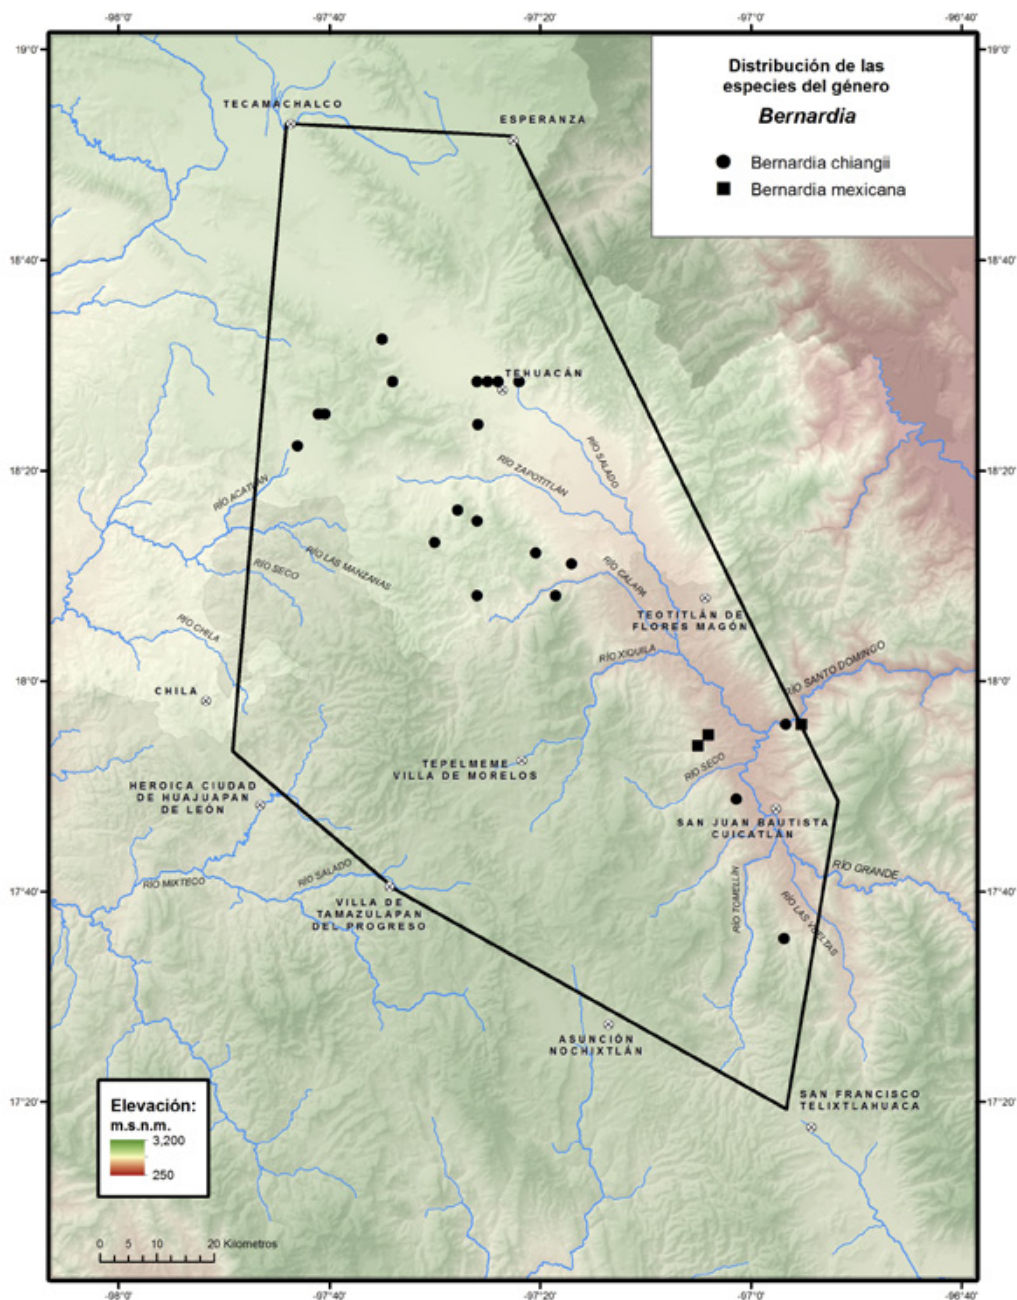 -98°0'
-97°40'
-97°20'
-97°0'
-96°40'
19°0'
19°0'
Distribución de las
especies del género
Bernardia
Bernardia chiangii
Bernardia mexicana
TECAMACHALCO
ESPERANZA
18°40'
18°40'
TEHUACÁN
RÍO SALADO
RÍO ZAPOTITLÁN
18°20'
18°20'
RÍO ACATLÁN
RÍO LAS MANZANAS
RÍO SECO
RÍO CALAPA
TEOTITLÁN DE
FLORES MAGÓN
RÍO CHILA
RÍO XIQUILA
RÍO SANTO DOMINGO
18°0'
18°0'
CHILA
TEPELMEME
VILLA DE MORELOS
RÍO SECO
HEROICA CIUDAD
DE HUAJUAPAN
DE LEÓN
SAN JUAN BAUTISTA
CUICATLÁN
RÍO GRANDE
RÍO MIXTECO
RÍO SALADO
17°40'
17°40'
VILLA DE
TAMAZULAPAN
DEL PROGRESO
RÍO TOMELLÍN
RÍO LAS VUELTAS
ASUNCIÓN
NOCHIXTLÁN
SAN FRANCISCO
TELIXTLAHUACA
17°20'
17°20'
Elevación:
m.s.n.m.
3,200
250
0 5 10 20 Kilometros
-98°0'
-97°40'
-97°20'
-97°0'
-96°40'